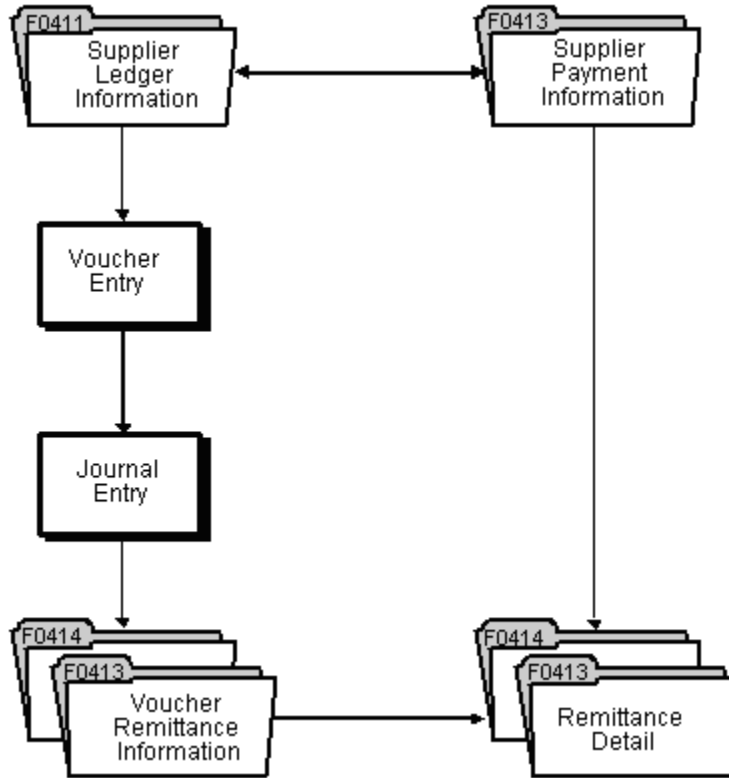 F0411
Supplier
Ledger
Information
F0413
Supplier
Payment
Information
Voucher
Entry
Journal
Entry
F0414
F0413
Voucher
Remittance
Information
F0414
F0413
Remittance
Detail